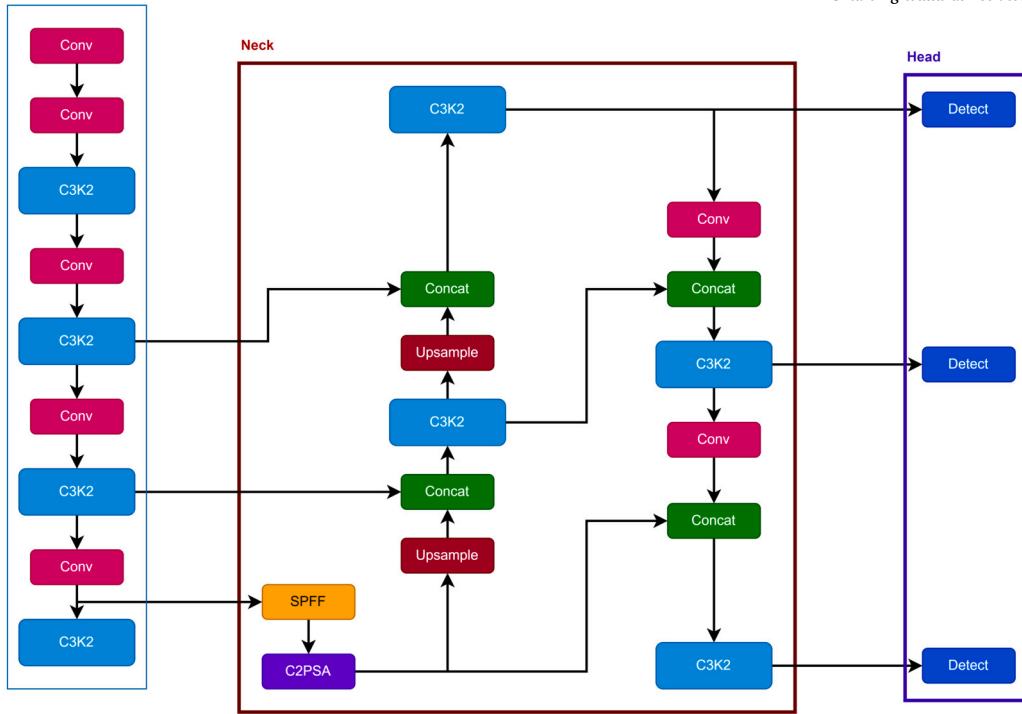 Neck
Head
Conv
Conv
C3K2
Conv
C3K2
Conv
C3K2
Conv
C3K2
C3K2
Concat
Upsample
C3K2
Concat
Upsample
SPFF
C2PSA
Conv
Concat
C3K2
Conv
Concat
C3K2
Detect
Detect
Detect